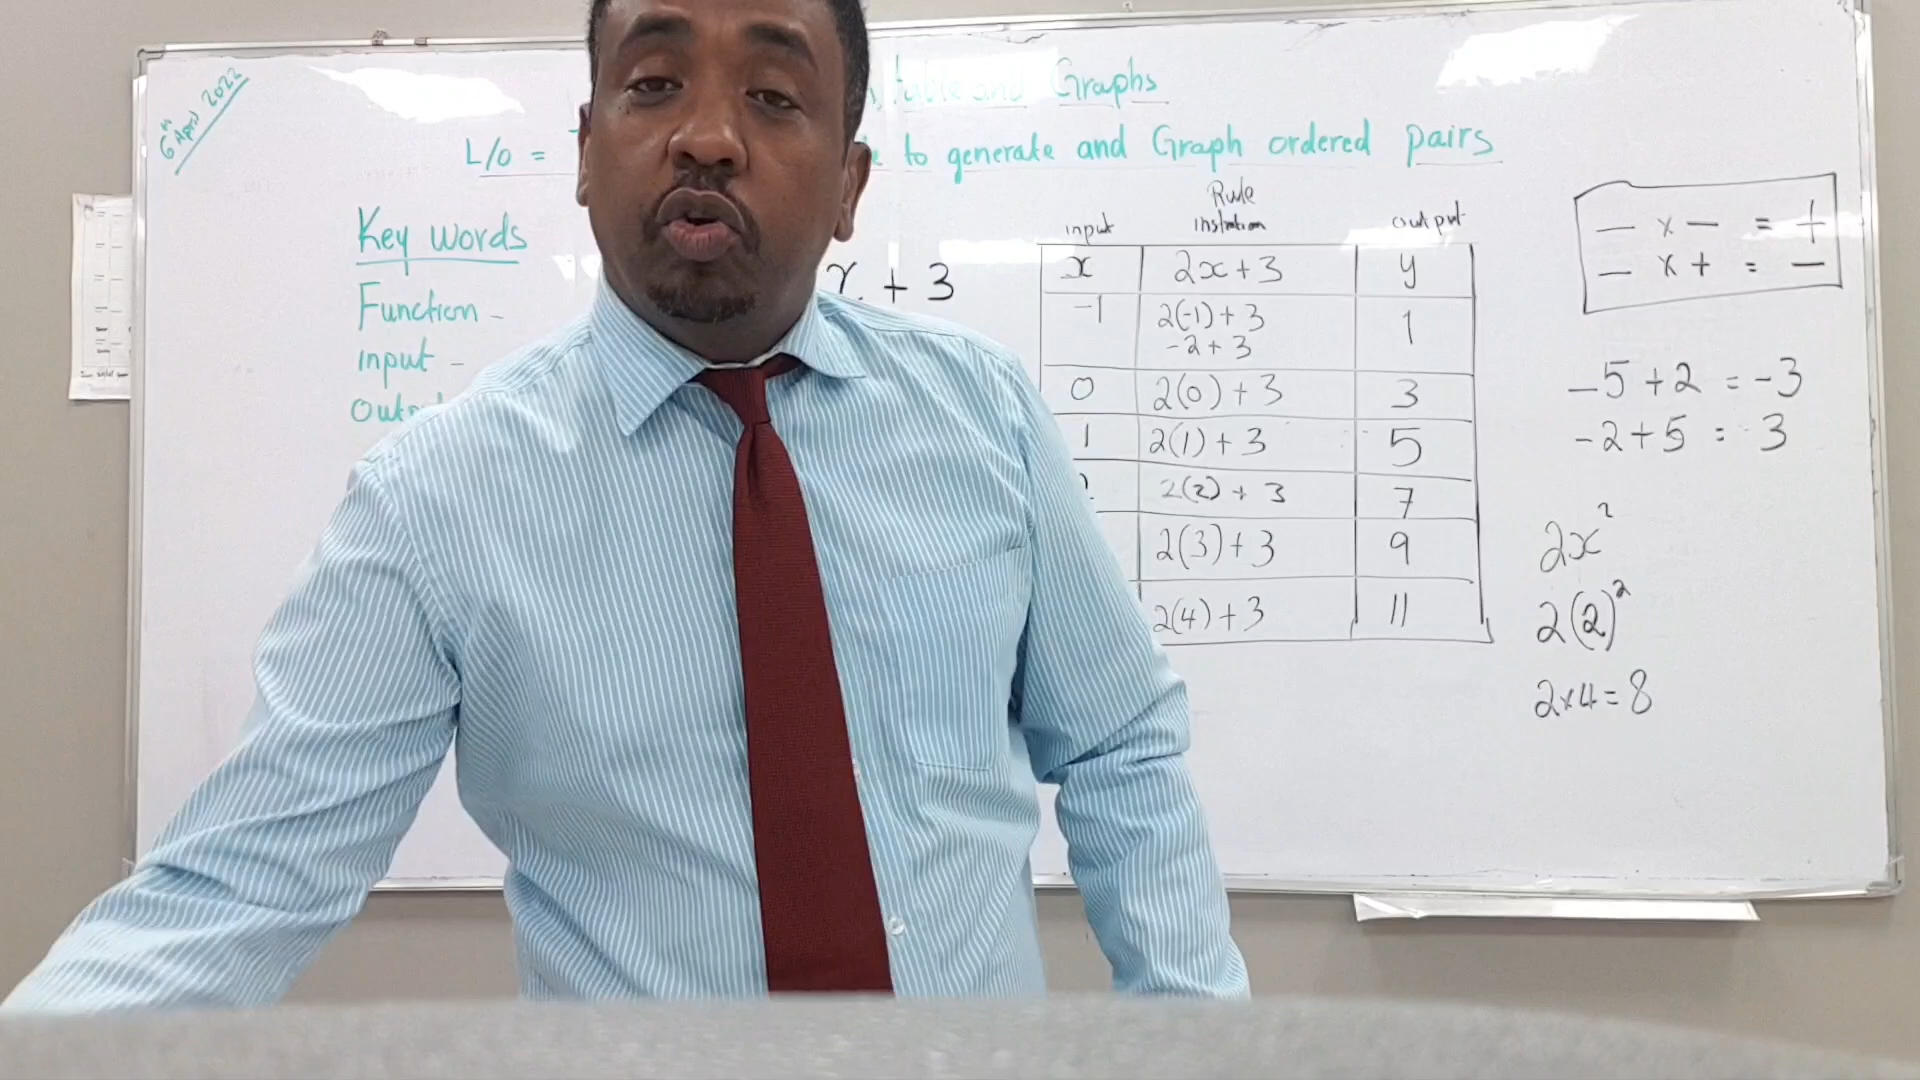 6th April 2022
table and Graphs
L/o = to generate and Graph ordered pairs
Key words
Function -
input -
x + 3
input Rule output
x 2x+3 y
-1 2(-1)+3 1
-2+3
0 2(0)+3 3
1 2(1)+3 5
2(2)+3 7
2(3)+3 9
2(4)+3 11
- x - = +
- x + = -
-5+2 = -3
-2+5 = 3
2x²
2(2)²
2x4=8